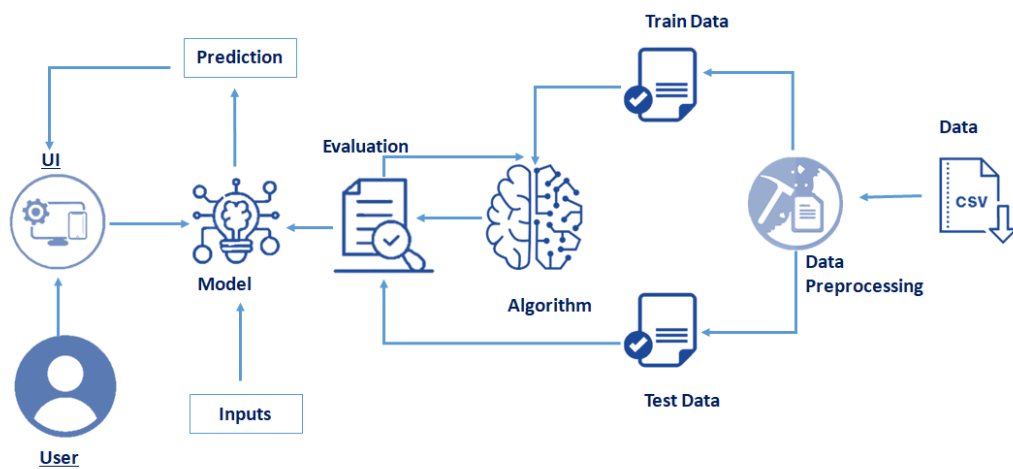 Train Data
Prediction
Data
Evaluation
UI
CSV
Model
Data
Preprocessing
Algorithm
Inputs
Test Data
User